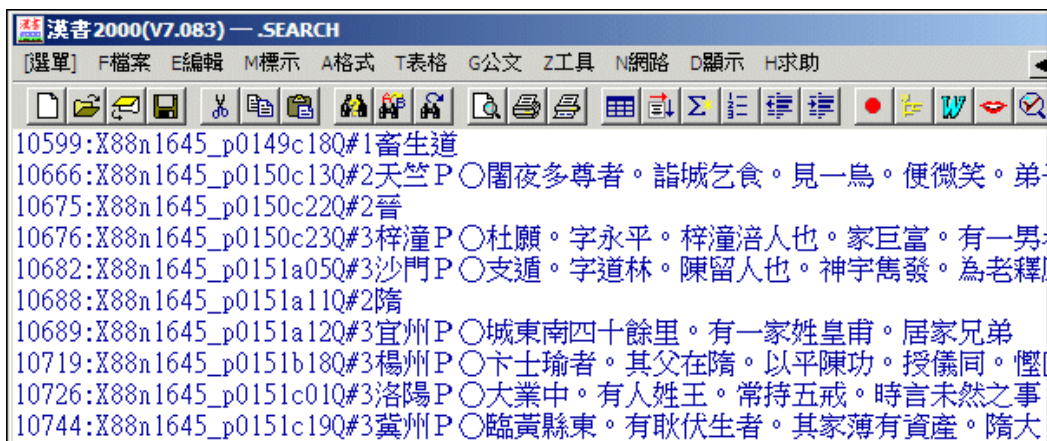 漢書2000(V7.083) — .SEARCH
[選單] F檔案 E編輯 M標示 A格式 T表格 G公文 Z工具 N網路 D顯示 H求助
10599:X88n1645_p0149c18Q#1畜生道
10666:X88n1645_p0150c13Q#2天竺P○闇夜多尊者。詣城乞食。見一烏。便微笑。弟
10675:X88n1645_p0150c22Q#2晉
10676:X88n1645_p0150c23Q#3梓潼P○杜願。字永平。梓潼涪人也。家巨富。有一男
10682:X88n1645_p0151a05Q#3沙門P○支遁。字道林。陳留人也。神宇雋發。為老釋
10688:X88n1645_p0151a11Q#2隋
10689:X88n1645_p0151a12Q#3宜州P○城東南四十餘里。有一家姓皇甫。居家兄弟
10719:X88n1645_p0151b18Q#3楊州P○卞士瑜者。其父在隋。以平陳功。授儀同。慳
10726:X88n1645_p0151c01Q#3洛陽P○大業中。有人姓王。常持五戒。時言未然之事
10744:X88n1645_p0151c19Q#3冀州P○臨黃縣東。有耿伏生者。其家薄有資產。隋大